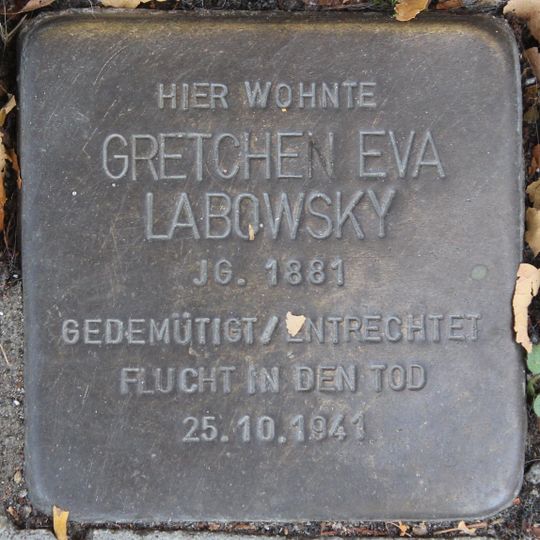 HIER WOHNTE
GRETCHEN EVA
LABOWSKY
JG. 1881
GEDEMÜTIGT/ENTRECHTET
FLUCHT IN DEN TOD
25.10.1941